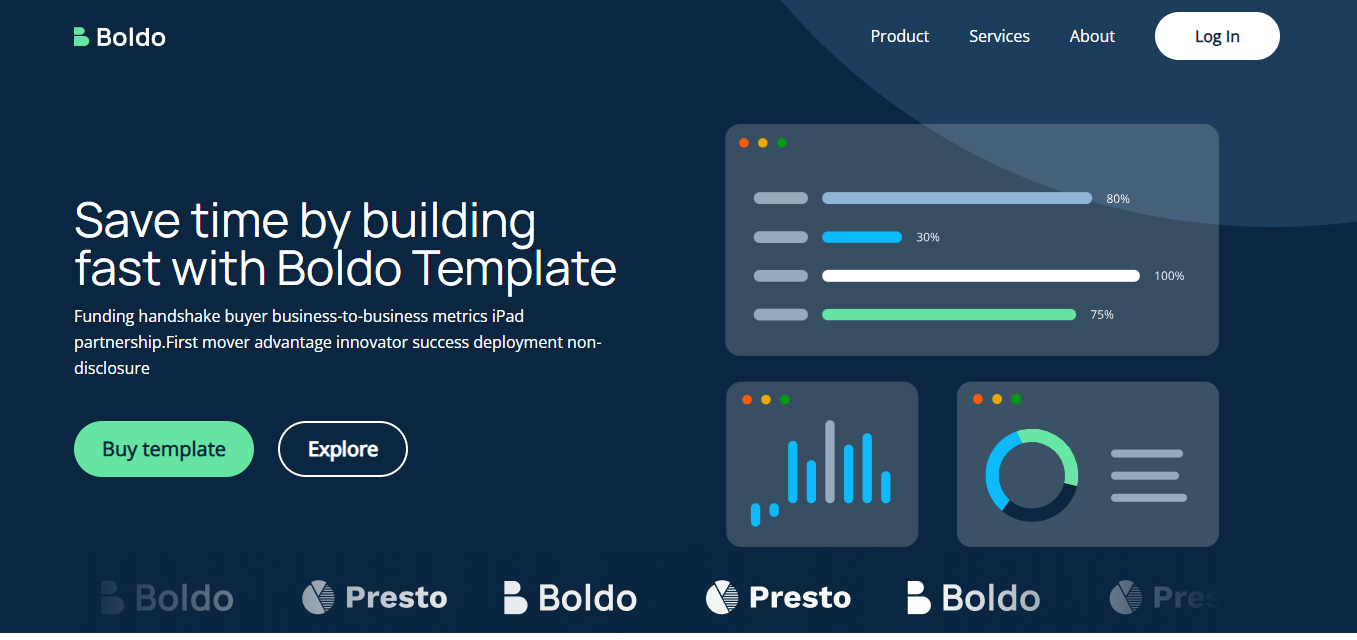 Boldo
Product Services About Log In
Save time by building
fast with Boldo Template
Funding handshake buyer business-to-business metrics iPad
partnership.First mover advantage innovator success deployment non-
disclosure
Buy template Explore
80%
30%
100%
75%
Boldo Presto Boldo Presto Boldo Pres